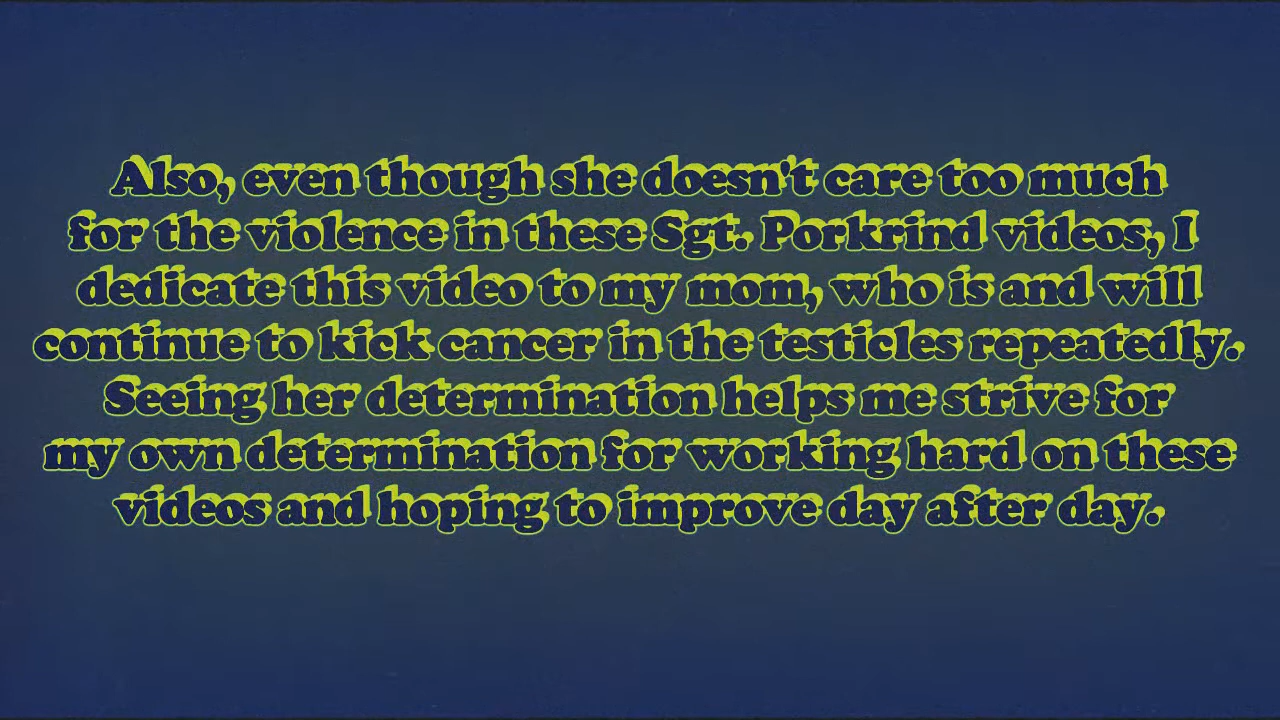 Also, even though she doesn't care too much
for the violence in these Sgt. Porkrind videos, I
dedicate this video to my mom, who is and will
continue to kick cancer in the testicles repeatedly.
Seeing her determination helps me strive for
my own determination for working hard on these
videos and hoping to improve day after day.